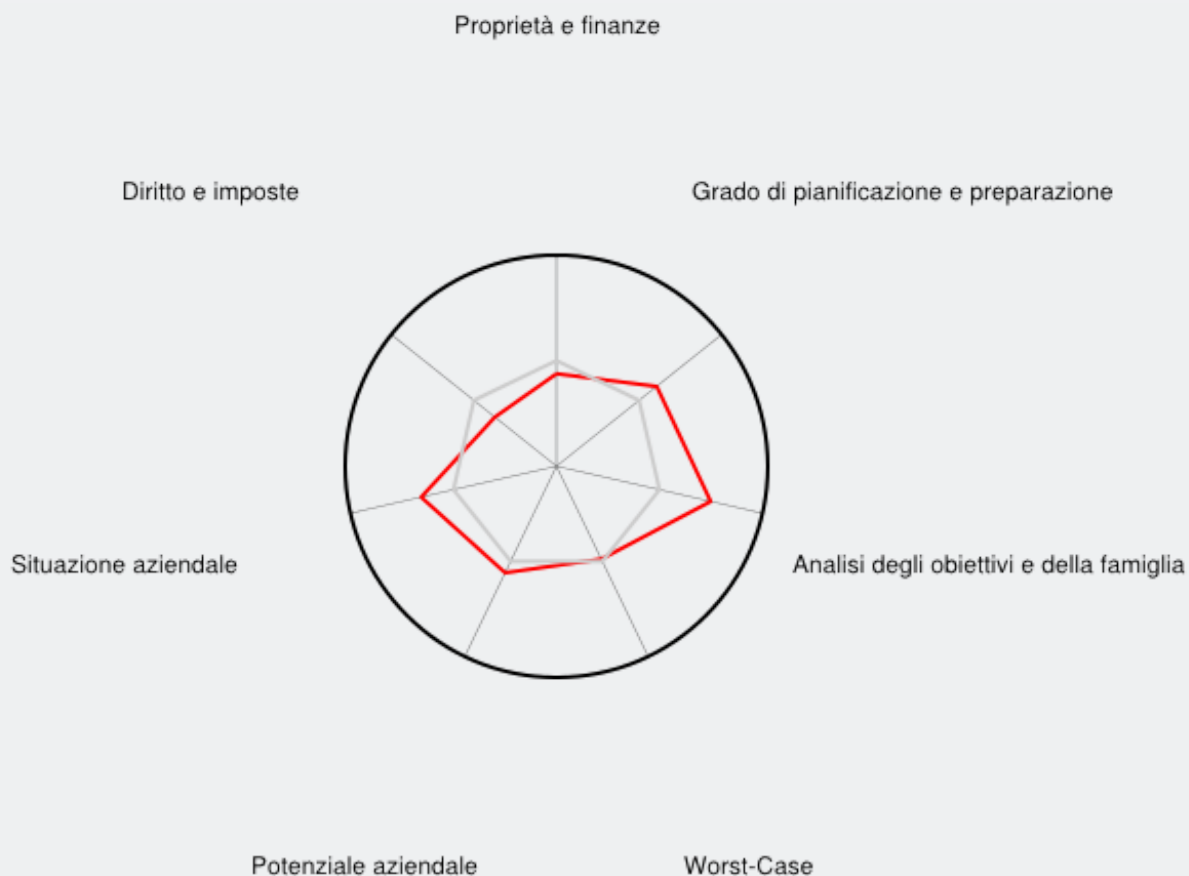 Proprietà e finanze
Diritto e imposte
Grado di pianificazione e preparazione
Situazione aziendale
Analisi degli obiettivi e della famiglia
Potenziale aziendale
Worst-Case